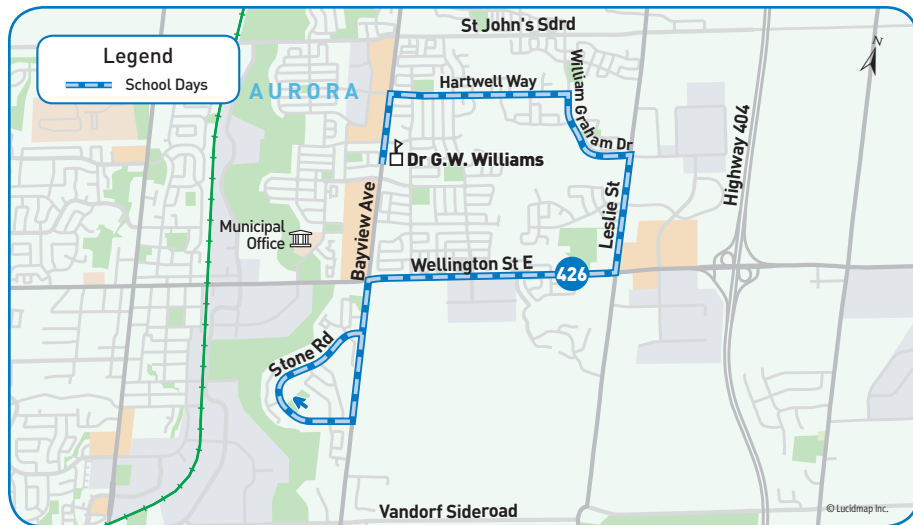 St John's Sdrd
Legend
School Days
AURORA
Hartwell Way
William Graham Dr
N
Highway 404
Dr G.W. Williams
Bayview Ave
Leslie St
Municipal
Office
Wellington St E
426
Stone Rd
Vandorf Sideroad
© Lucidmap Inc.